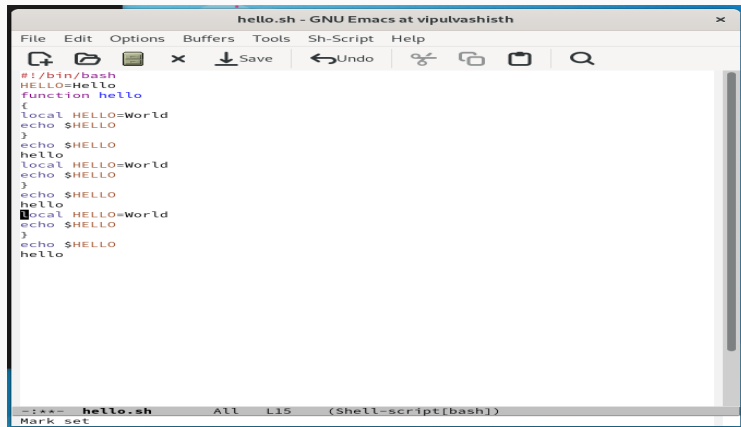 hello.sh - GNU Emacs at vipulvashisth ×
File Edit Options Buffers Tools Sh-Script Help
Save Undo
#!/bin/bash
HELLO=Hello
function hello
{
local HELLO=World
echo $HELLO
}
echo $HELLO
hello
local HELLO=World
echo $HELLO
}
echo $HELLO
hello
local HELLO=World
echo $HELLO
}
echo $HELLO
hello
-:**- hello.sh All L15 (Shell-script[bash])
Mark set